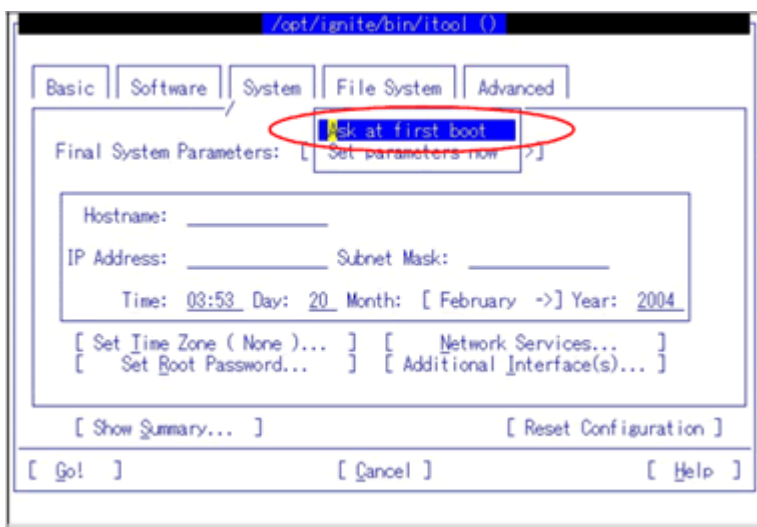 /opt/ignite/bin/itool ()
Basic Software System File System Advanced
Ask at first boot
Final System Parameters: [ Set parameters now ->]
Hostname:
IP Address: Subnet Mask:
Time: 03:53 Day: 20 Month: [ February ->] Year: 2004
[ Set Time Zone ( None )... ] [ Network Services... ]
[ Set Root Password... ] [ Additional Interface(s)... ]
[ Show Summary... ] [ Reset Configuration ]
[ Go! ] [ Cancel ] [ Help ]